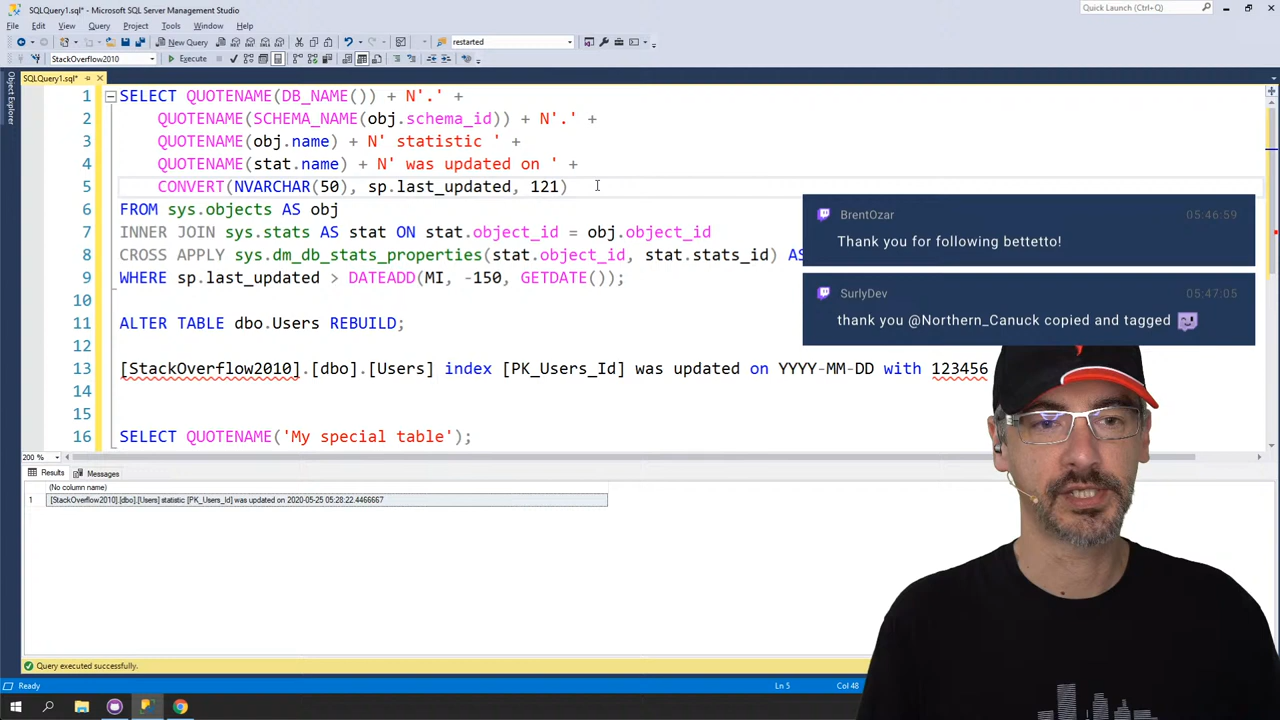 SQLQuery1.sql* - Microsoft SQL Server Management Studio
Quick Launch (Ctrl+Q)
File Edit View Query Project Tools Window Help
New Query
restarted
StackOverflow2010
Execute
SQLQuery1.sql*
Object Explorer
1 SELECT QUOTENAME(DB_NAME()) + N'.' +
2 QUOTENAME(SCHEMA_NAME(obj.schema_id)) + N'.' +
3 QUOTENAME(obj.name) + N' statistic ' +
4 QUOTENAME(stat.name) + N' was updated on ' +
5 CONVERT(NVARCHAR(50), sp.last_updated, 121)
6 FROM sys.objects AS obj
7 INNER JOIN sys.stats AS stat ON stat.object_id = obj.object_id
8 CROSS APPLY sys.dm_db_stats_properties(stat.object_id, stat.stats_id) AS
9 WHERE sp.last_updated > DATEADD(MI, -150, GETDATE());
10
11 ALTER TABLE dbo.Users REBUILD;
12
13 [StackOverflow2010].[dbo].[Users] index [PK_Users_Id] was updated on YYYY-MM-DD with 123456
14
15
16 SELECT QUOTENAME('My special table');
BrentOzar 05:46:59
Thank you for following bettetto!
SurlyDev 05:47:05
thank you @Northern_Canuck copied and tagged
200 %
Results Messages
(No column name)
1 [StackOverflow2010].[dbo].[Users] statistic [PK_Users_Id] was updated on 2020-05-25 05:28:22.4466667
Query executed successfully.
Ready Ln 5 Col 48